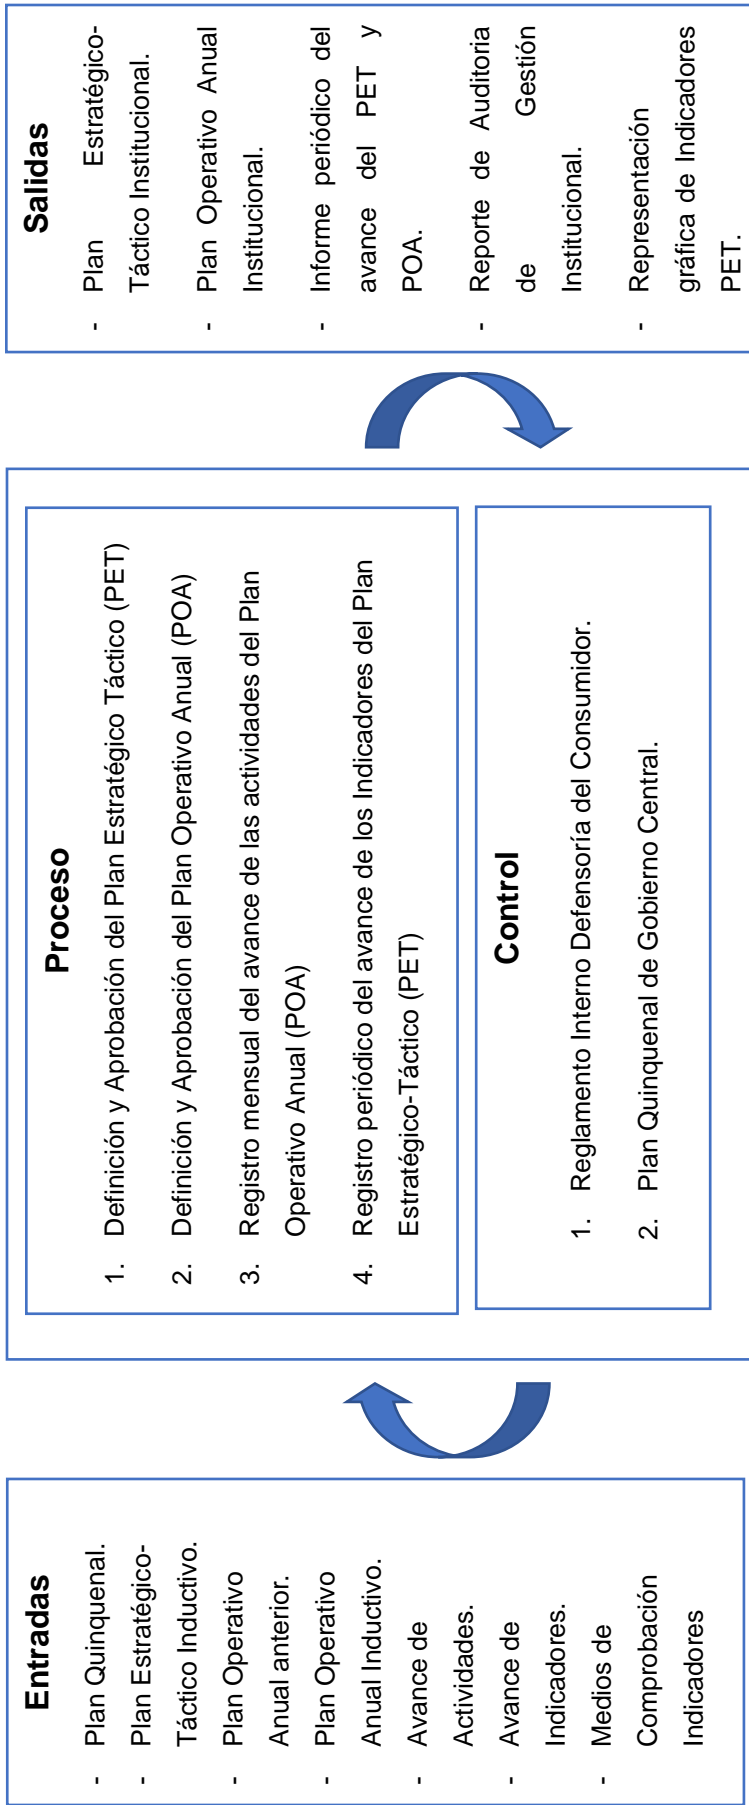 Entradas
- Plan Quinquenal.
- Plan Estratégico-
Táctico Inductivo.
- Plan Operativo
Anual anterior.
- Plan Operativo
Anual Inductivo.
- Avance de
Actividades.
- Avance de
Indicadores.
- Medios de
Comprobación
Indicadores
Proceso
1. Definición y Aprobación del Plan Estratégico Táctico (PET)
2. Definición y Aprobación del Plan Operativo Anual (POA)
3. Registro mensual del avance de las actividades del Plan
Operativo Anual (POA)
4. Registro periódico del avance de los Indicadores del Plan
Estratégico-Táctico (PET)
Control
1. Reglamento Interno Defensoría del Consumidor.
2. Plan Quinquenal de Gobierno Central.
Salidas
- Plan Estratégico-
Táctico Institucional.
- Plan Operativo Anual
Institucional.
- Informe periódico del
avance del PET y
POA.
- Reporte de Auditoria
de Gestión
Institucional.
- Representación
gráfica de Indicadores
PET.